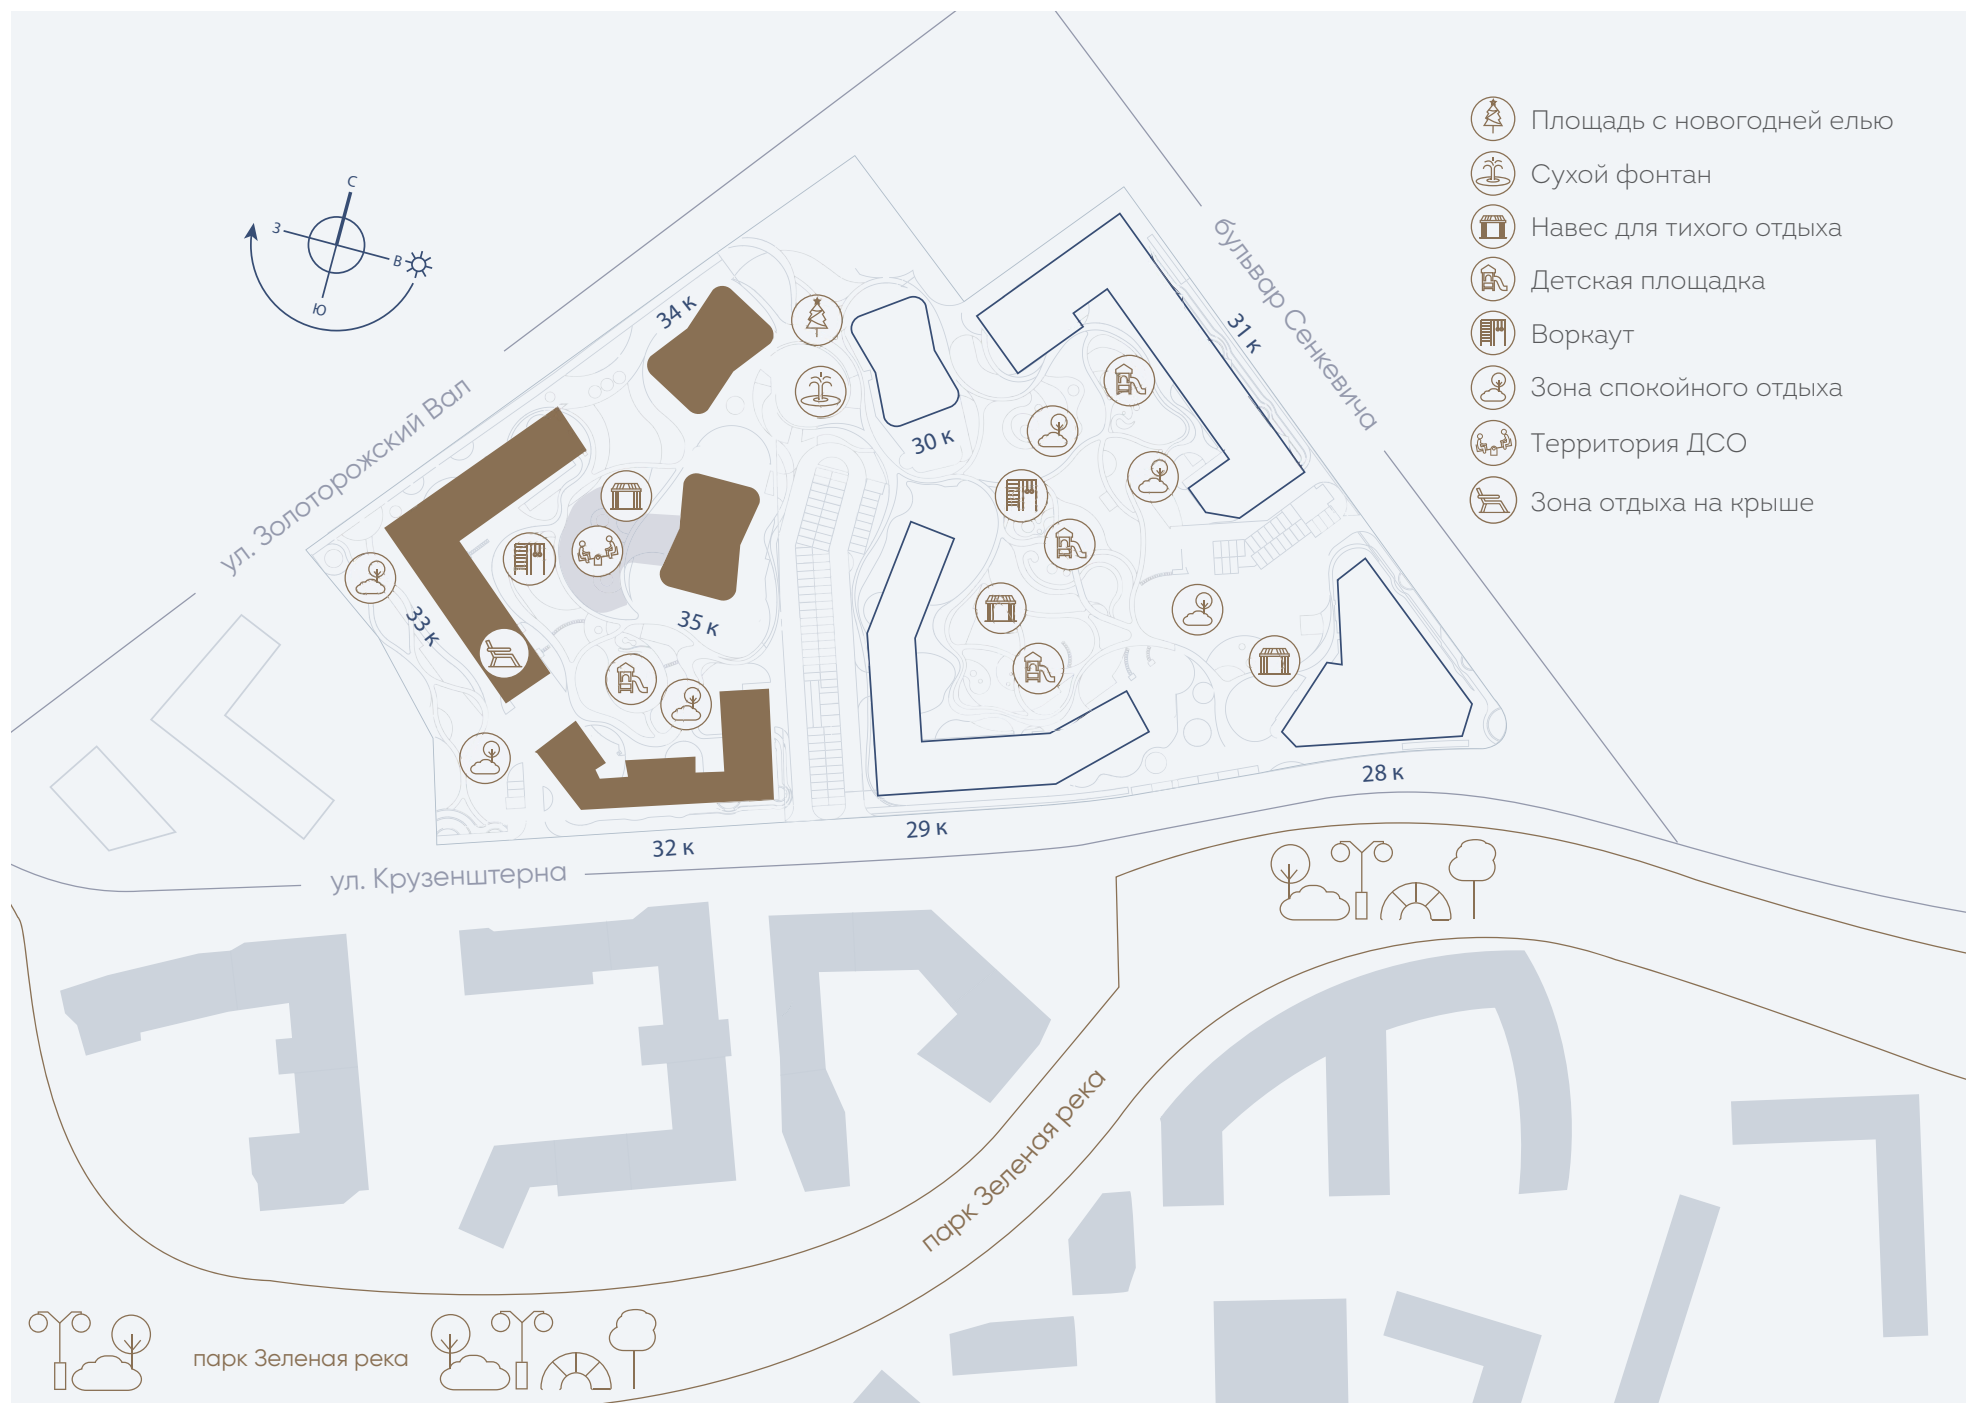 С
З
В
Ю
Площадь с новогодней елью
Сухой фонтан
Навес для тихого отдыха
Детская площадка
Воркаут
Зона спокойного отдыха
Территория ДСО
Зона отдыха на крыше
бульвар Сенкевича
ул. Золоторожский Вал
34 к
31 к
30 к
33 к
35 к
28 к
29 к
32 к
ул. Крузенштерна
парк Зеленая река
парк Зеленая река